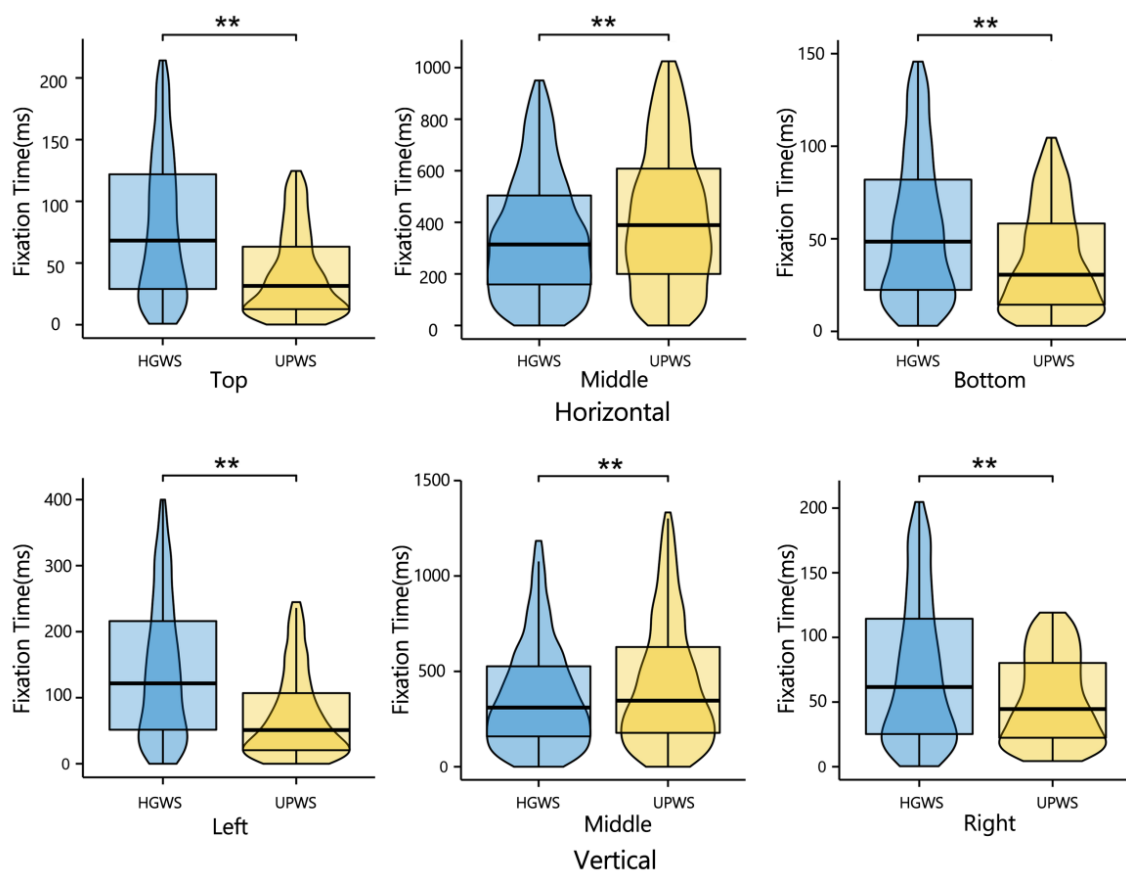 **
Fixation Time(ms)
200
150
100
50
0
HGWS UPWS
Top
**
Fixation Time(ms)
1000
800
600
400
200
0
HGWS UPWS
Middle
**
Fixation Time(ms)
150
100
50
0
HGWS UPWS
Bottom
Horizontal
**
Fixation Time(ms)
400
300
200
100
0
HGWS UPWS
Left
**
Fixation Time(ms)
1500
1000
500
0
HGWS UPWS
Middle
**
Fixation Time(ms)
200
150
100
50
0
HGWS UPWS
Right
Vertical